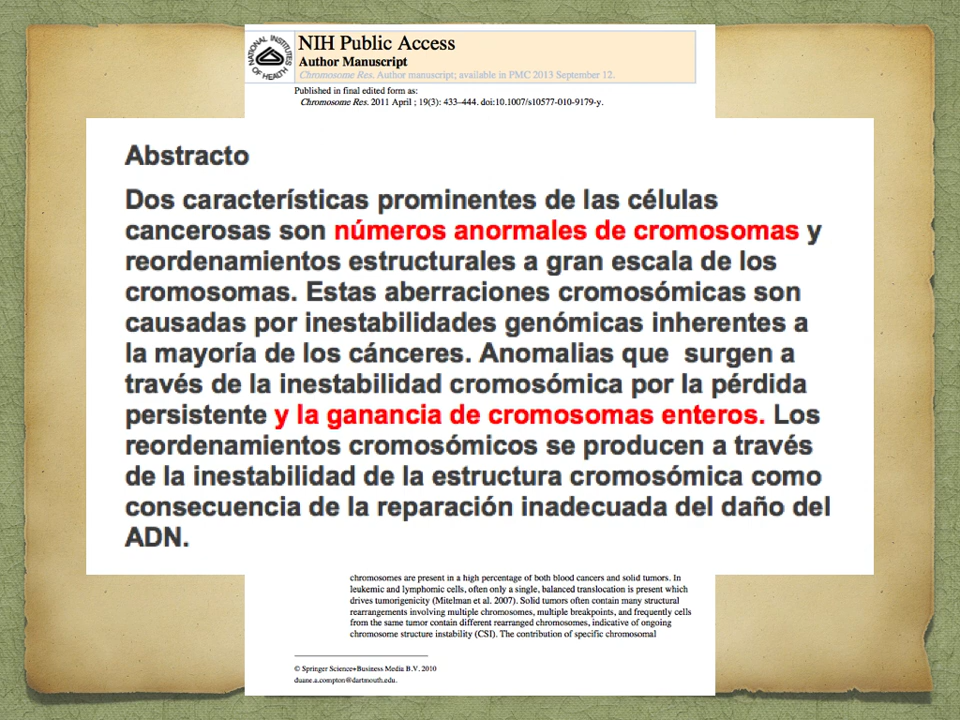 NATIONAL INSTITUTES OF HEALTH
NIH Public Access
Author Manuscript
Chromosome Res. Author manuscript; available in PMC 2013 September 12.
Published in final edited form as:
Chromosome Res. 2011 April ; 19(3): 433–444. doi:10.1007/s10577-010-9179-y.
Abstracto
Dos características prominentes de las células
cancerosas son números anormales de cromosomas y
reordenamientos estructurales a gran escala de los
cromosomas. Estas aberraciones cromosómicas son
causadas por inestabilidades genómicas inherentes a
la mayoría de los cánceres. Anomalias que surgen a
través de la inestabilidad cromosómica por la pérdida
persistente y la ganancia de cromosomas enteros. Los
reordenamientos cromosómicos se producen a través
de la inestabilidad de la estructura cromosómica como
consecuencia de la reparación inadecuada del daño del
ADN.
chromosomes are present in a high percentage of both blood cancers and solid tumors. In
leukemic and lymphomic cells, often only a single, balanced translocation is present which
drives tumorigenicity (Mitelman et al. 2007). Solid tumors often contain many structural
rearrangements involving multiple chromosomes, multiple breakpoints, and frequently cells
from the same tumor contain different rearranged chromosomes, indicative of ongoing
chromosome structure instability (CSI). The contribution of specific chromosomal
© Springer Science+Business Media B.V. 2010
duane.a.compton@dartmouth.edu.